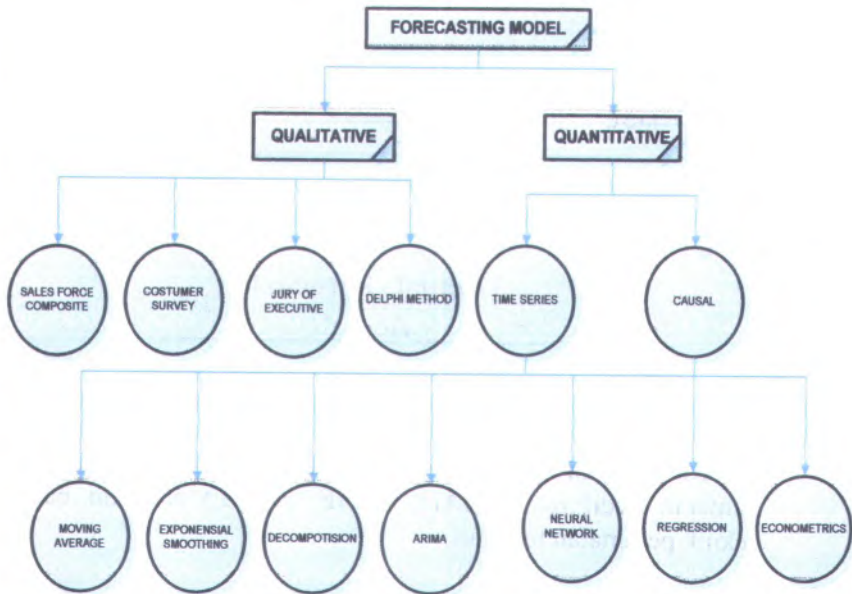 FORECASTING MODEL
QUALITATIVE
QUANTITATIVE
SALES FORCE
COMPOSITE
COSTUMER
SURVEY
JURY OF
EXECUTIVE
DELPHI METHOD
TIME SERIES
CAUSAL
MOVING
AVERAGE
EXPONENSIAL
SMOOTHING
DECOMPOTISION
ARIMA
NEURAL
NETWORK
REGRESSION
ECONOMETRICS